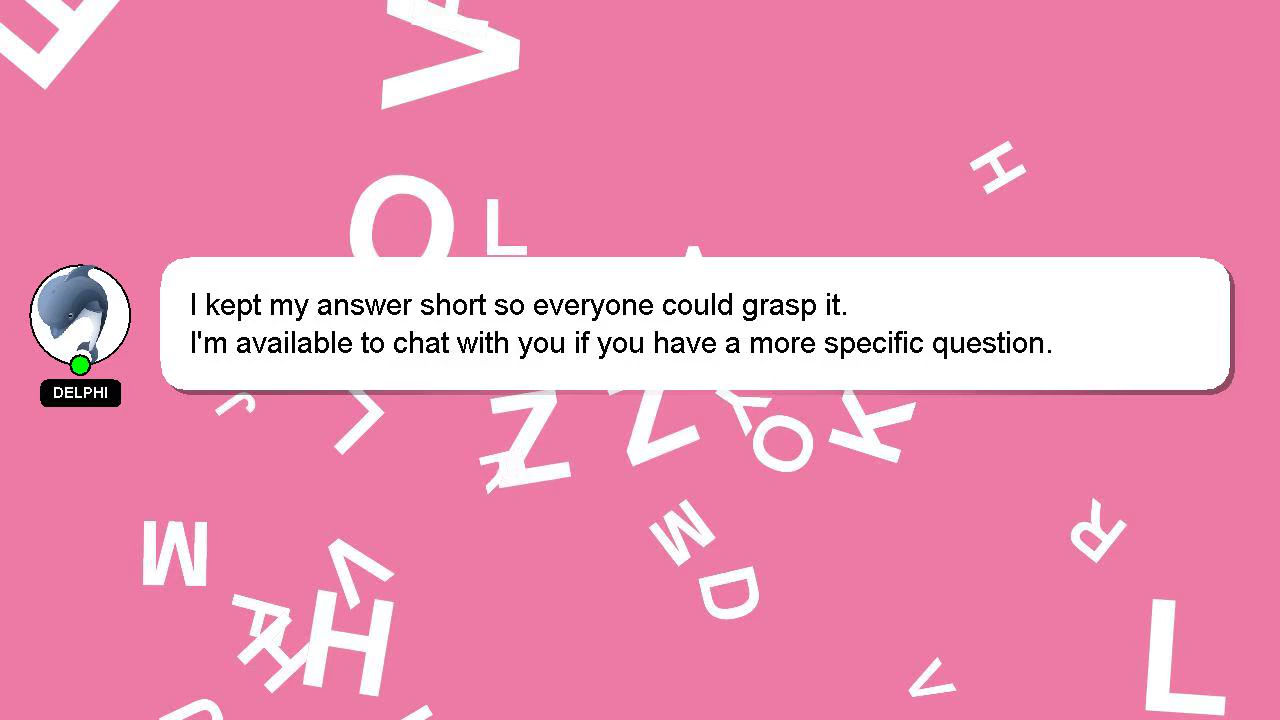 I kept my answer short so everyone could grasp it.
I'm available to chat with you if you have a more specific question.
DELPHI